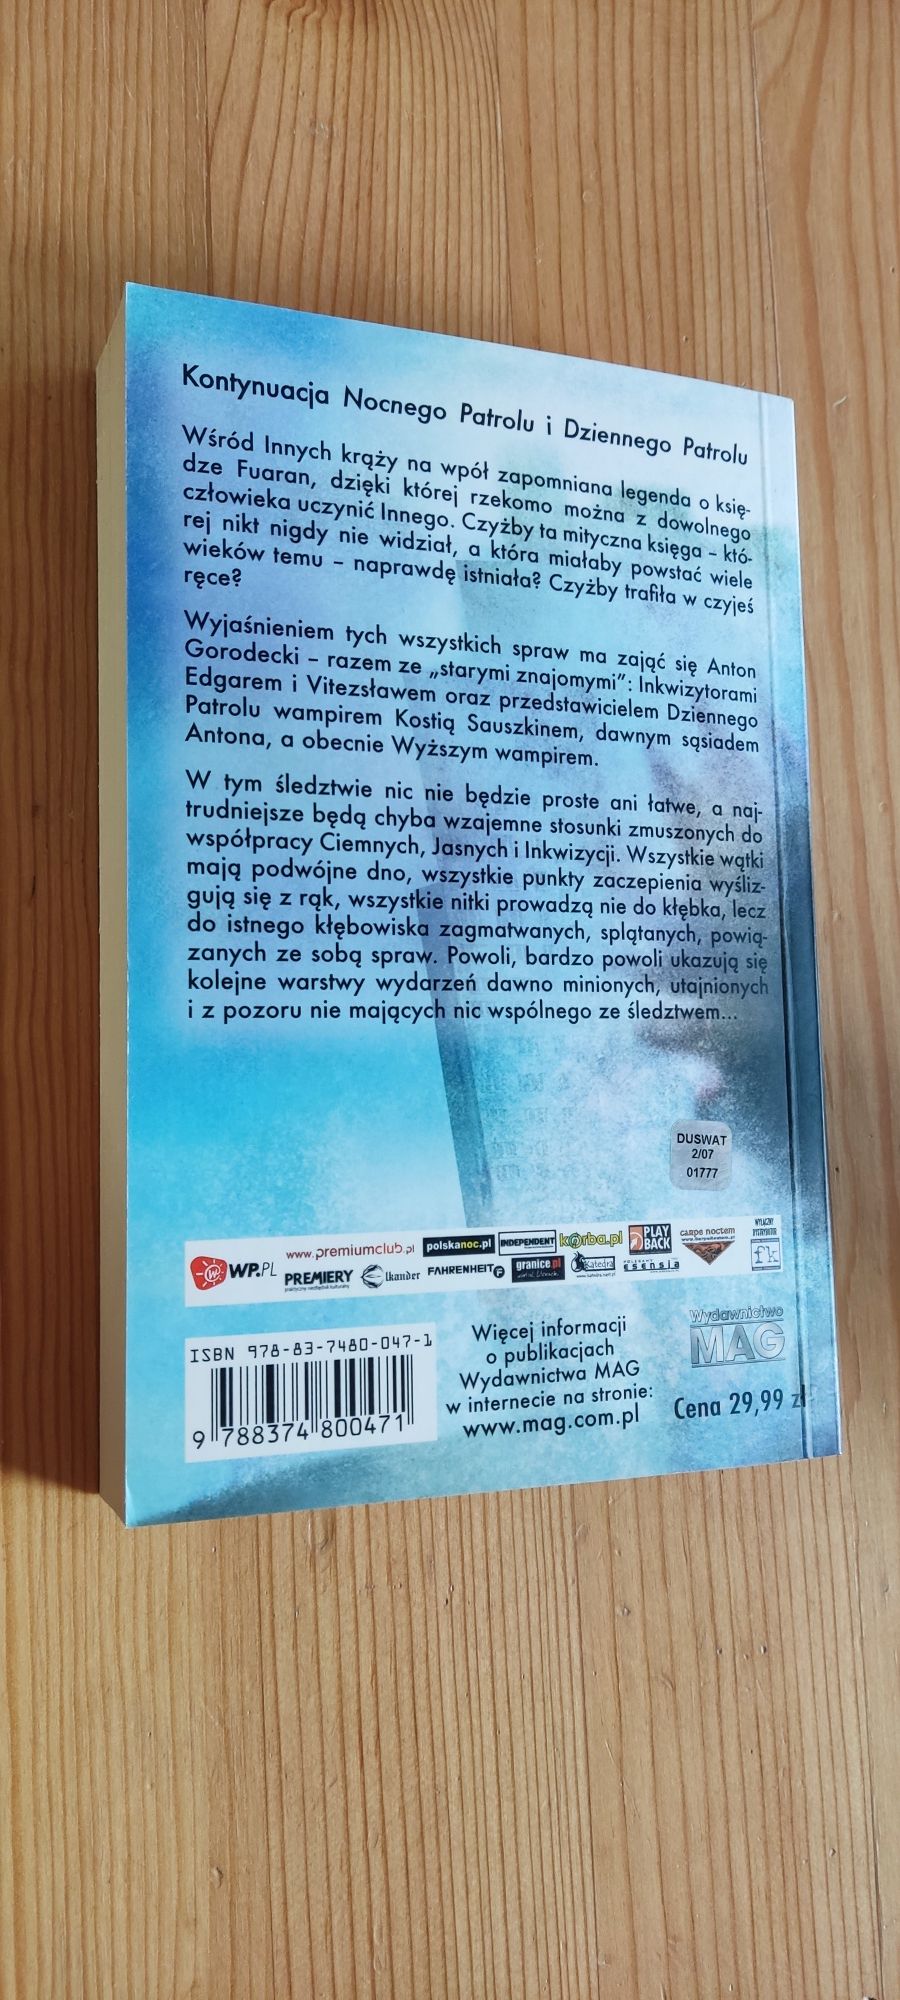 Kontynuacja Nocnego Patrolu i Dziennego Patrolu
Wśród Innych krąży na wpół zapomniana legenda o księ-
dze Fuaran, dzięki której rzekomo można z dowolnego
człowieka uczynić Innego. Czyżby ta mityczna księga – któ-
rej nikt nigdy nie widział, a która miałaby powstać wiele
wieków temu – naprawdę istniała? Czyżby trafiła w czyjeś
ręce?
Wyjaśnieniem tych wszystkich spraw ma zająć się Anton
Gorodecki – razem ze „starymi znajomymi”: Inkwizytorami
Edgarem i Vitezsławem oraz przedstawicielem Dziennego
Patrolu wampirem Kostią Sauszkinem, dawnym sąsiadem
Antona, a obecnie Wyższym wampirem.
W tym śledztwie nic nie będzie proste ani łatwe, a naj-
trudniejsze będą chyba wzajemne stosunki zmuszonych do
współpracy Ciemnych, Jasnych i Inkwizycji. Wszystkie wątki
mają podwójne dno, wszystkie punkty zaczepienia wyśliz-
gują się z rąk, wszystkie nitki prowadzą nie do kłębka, lecz
do istnego kłębowiska zagmatwanych, splątanych, powią-
zanych ze sobą spraw. Powoli, bardzo powoli ukazują się
kolejne warstwy wydarzeń dawno minionych, utajnionych
i z pozoru nie mających nic wspólnego ze śledztwem...
DUSWAT
2/07
01777
WP.PL
www.premiumclub.pl
polskanoc.pl
INDEPENDENT
korba.pl
PLAY
BACK
carpe noctem
WYŁĄCZNY
DYSTRYBUTOR
fk
PREMIERY
Elkander
FAHRENHEIT
granice.pl
Katedra
esensja
ISBN 978-83-7480-047-1
9 788374 800471
Więcej informacji
o publikacjach
Wydawnictwa MAG
w internecie na stronie:
www.mag.com.pl
Wydawnictwo
MAG
Cena 29,99 zł